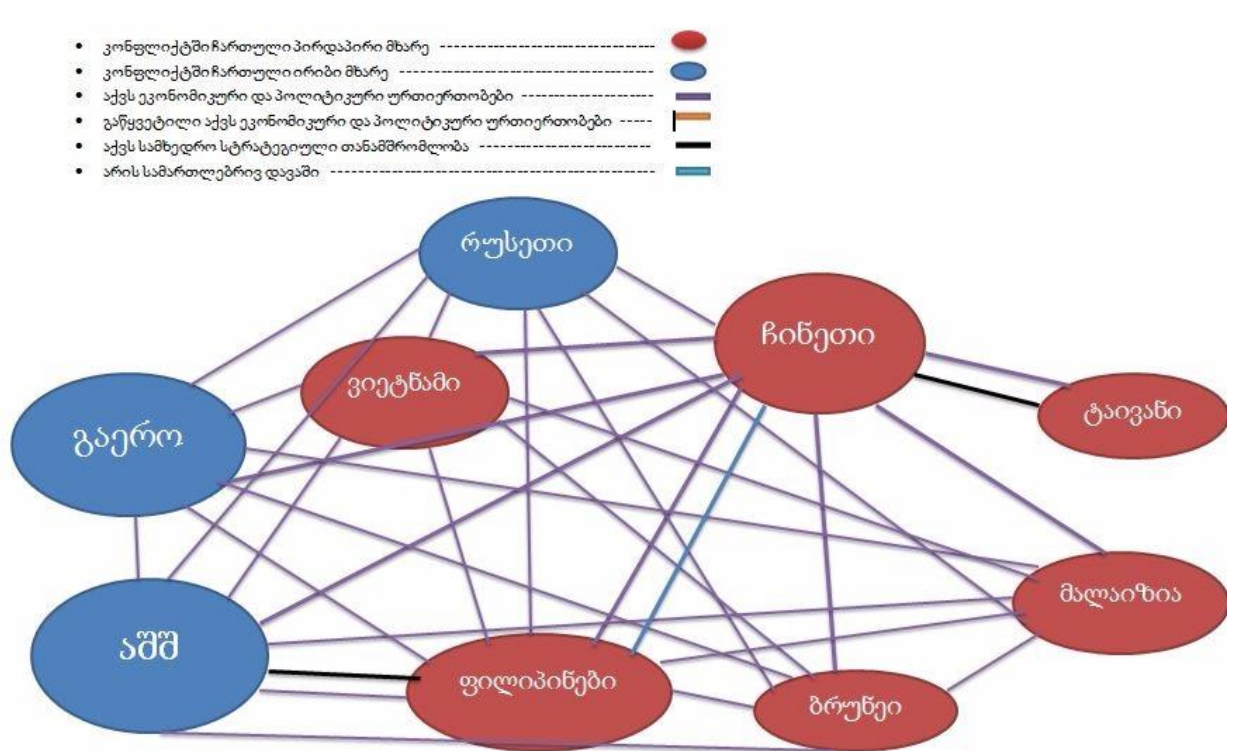 • კონფლიქტში ჩართული პირდაპირი მხარე
• კონფლიქტში ჩართული ირიბი მხარე
• აქვს ეკონომიკური და პოლიტიკური ურთიერთობები
• გაწყვეტილი აქვს ეკონომიკური და პოლიტიკური ურთიერთობები
• აქვს სამხედრო სტრატეგიული თანამშრომლობა
• არის სამართლებრივ დავაში
რუსეთი
ჩინეთი
ვიეტნამი
ტაივანი
გაერო
მალაიზია
აშშ
ფილიპინები
ბრუნეი